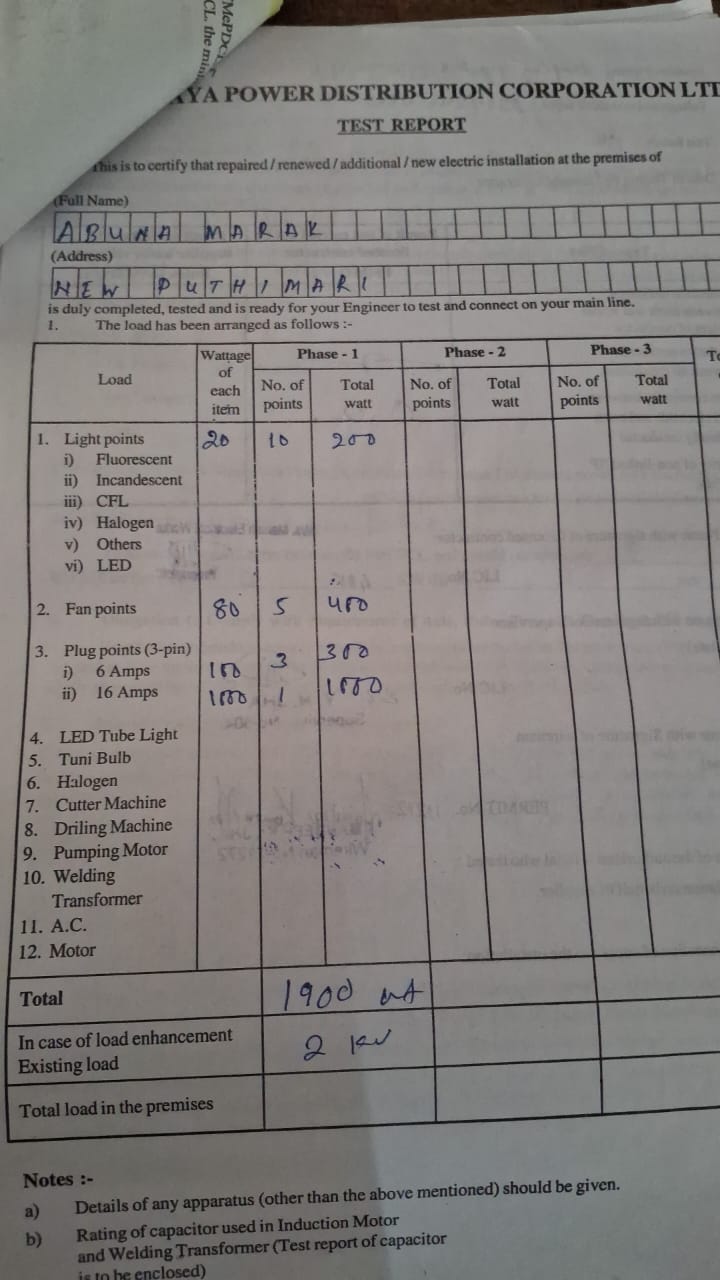 MePDC
CL. the min
AYA POWER DISTRIBUTION CORPORATION LTD
TEST REPORT
This is to certify that repaired / renewed / additional / new electric installation at the premises of
(Full Name)
ABUNA MARAK
(Address)
NEW PUTHIMARI
is duly completed, tested and is ready for your Engineer to test and connect on your main line.
1. The load has been arranged as follows :-
Load Wattage of each item Phase - 1 Phase - 2 Phase - 3 To
No. of points Total watt No. of points Total watt No. of points Total watt
1. Light points 20 10 200
i) Fluorescent
ii) Incandescent
iii) CFL
iv) Halogen
v) Others
vi) LED
2. Fan points 80 5 400
3. Plug points (3-pin)
i) 6 Amps 100 3 300
ii) 16 Amps 1000 1 1000
4. LED Tube Light
5. Tuni Bulb
6. Halogen
7. Cutter Machine
8. Driling Machine
9. Pumping Motor
10. Welding
Transformer
11. A.C.
12. Motor
Total 1900
In case of load enhancement
Existing load 2 kw
Total load in the premises
Notes :-
a) Details of any apparatus (other than the above mentioned) should be given.
b) Rating of capacitor used in Induction Motor
and Welding Transformer (Test report of capacitor
is to be enclosed)